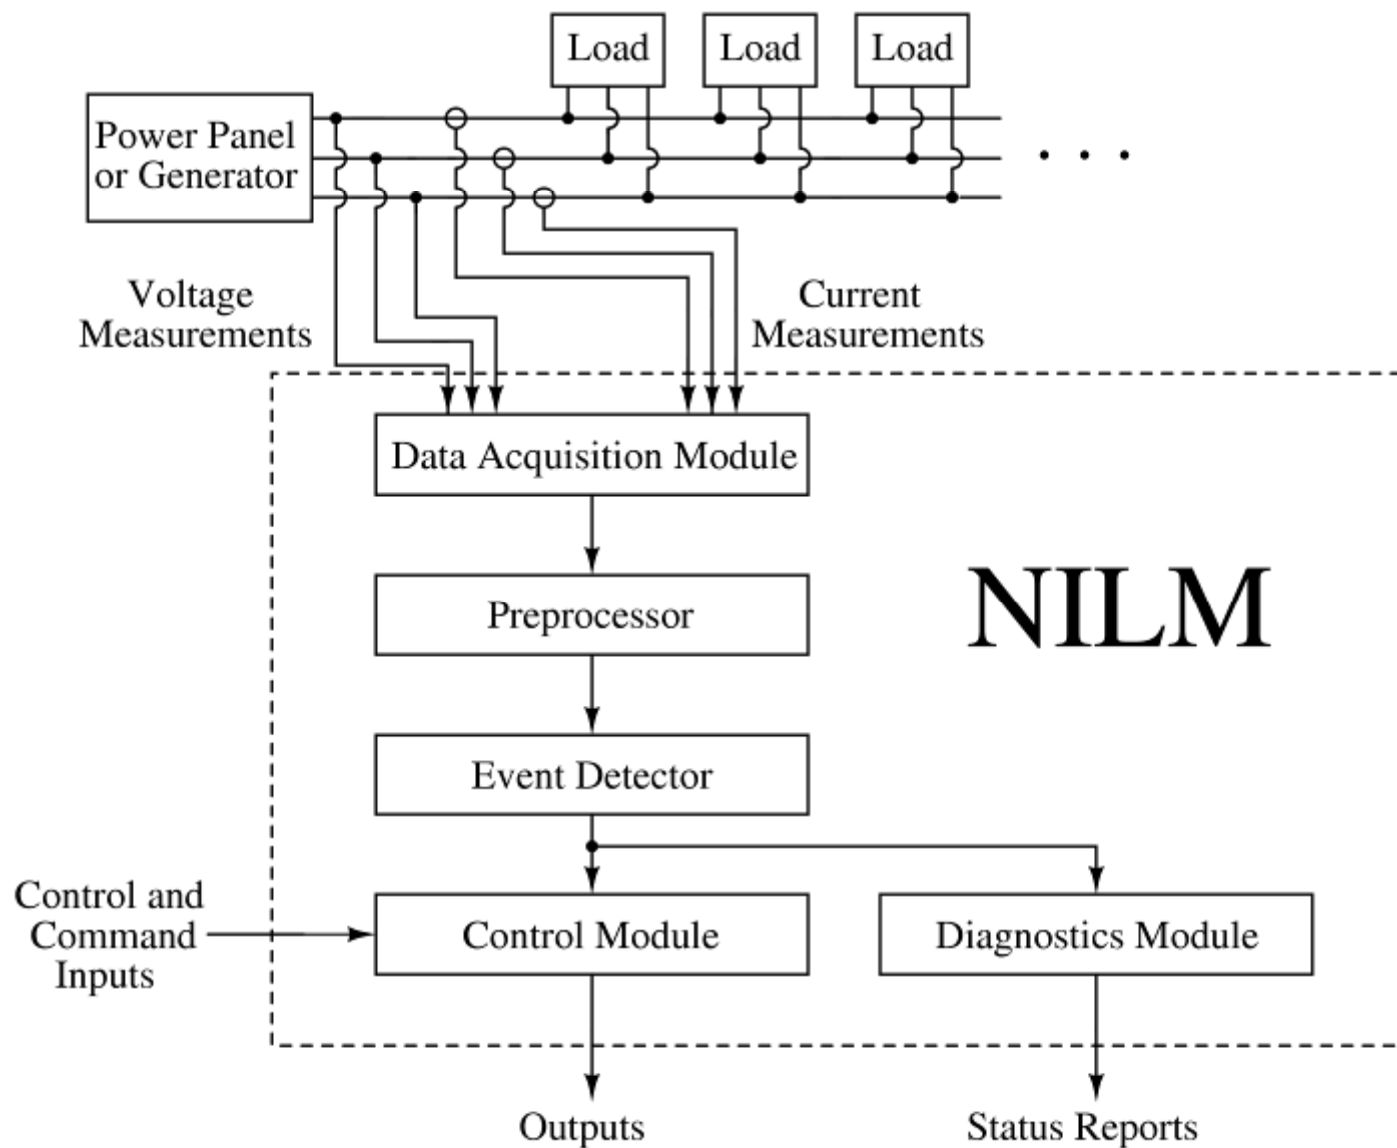 Load
Load
Load
Power Panel
or Generator
Voltage
Measurements
Current
Measurements
Data Acquisition Module
Preprocessor
NILM
Event Detector
Control and
Command
Inputs
Control Module
Diagnostics Module
Outputs
Status Reports